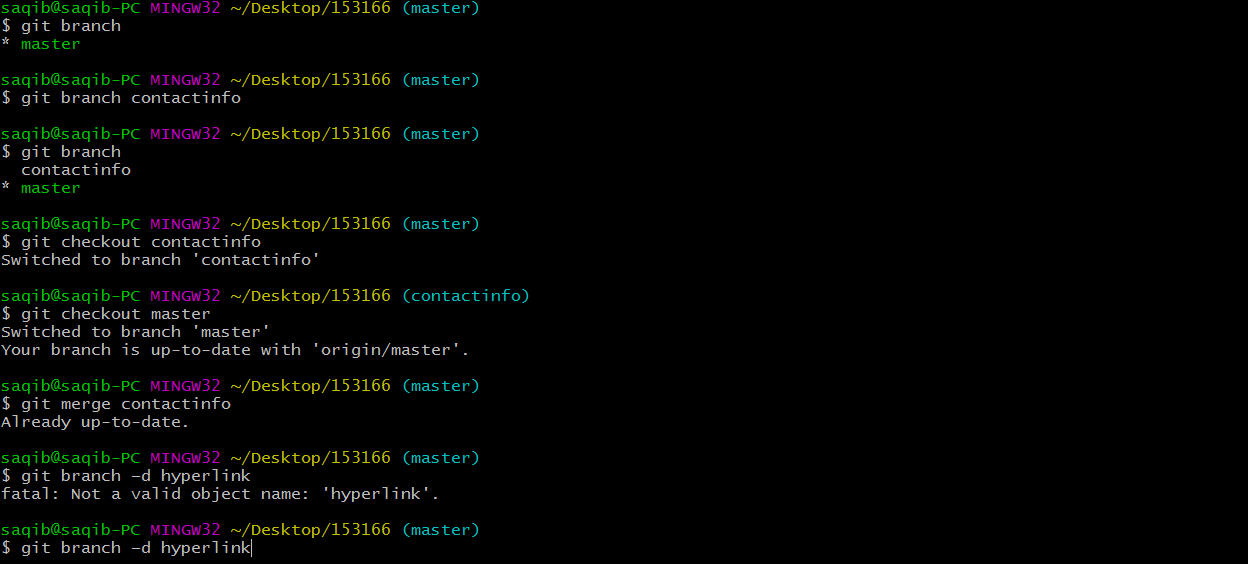 saqib@saqib-PC MINGW32 ~/Desktop/153166 (master)
$ git branch
* master
saqib@saqib-PC MINGW32 ~/Desktop/153166 (master)
$ git branch contactinfo
saqib@saqib-PC MINGW32 ~/Desktop/153166 (master)
$ git branch
  contactinfo
* master
saqib@saqib-PC MINGW32 ~/Desktop/153166 (master)
$ git checkout contactinfo
Switched to branch 'contactinfo'
saqib@saqib-PC MINGW32 ~/Desktop/153166 (contactinfo)
$ git checkout master
Switched to branch 'master'
Your branch is up-to-date with 'origin/master'.
saqib@saqib-PC MINGW32 ~/Desktop/153166 (master)
$ git merge contactinfo
Already up-to-date.
saqib@saqib-PC MINGW32 ~/Desktop/153166 (master)
$ git branch –d hyperlink
fatal: Not a valid object name: 'hyperlink'.
saqib@saqib-PC MINGW32 ~/Desktop/153166 (master)
$ git branch –d hyperlink